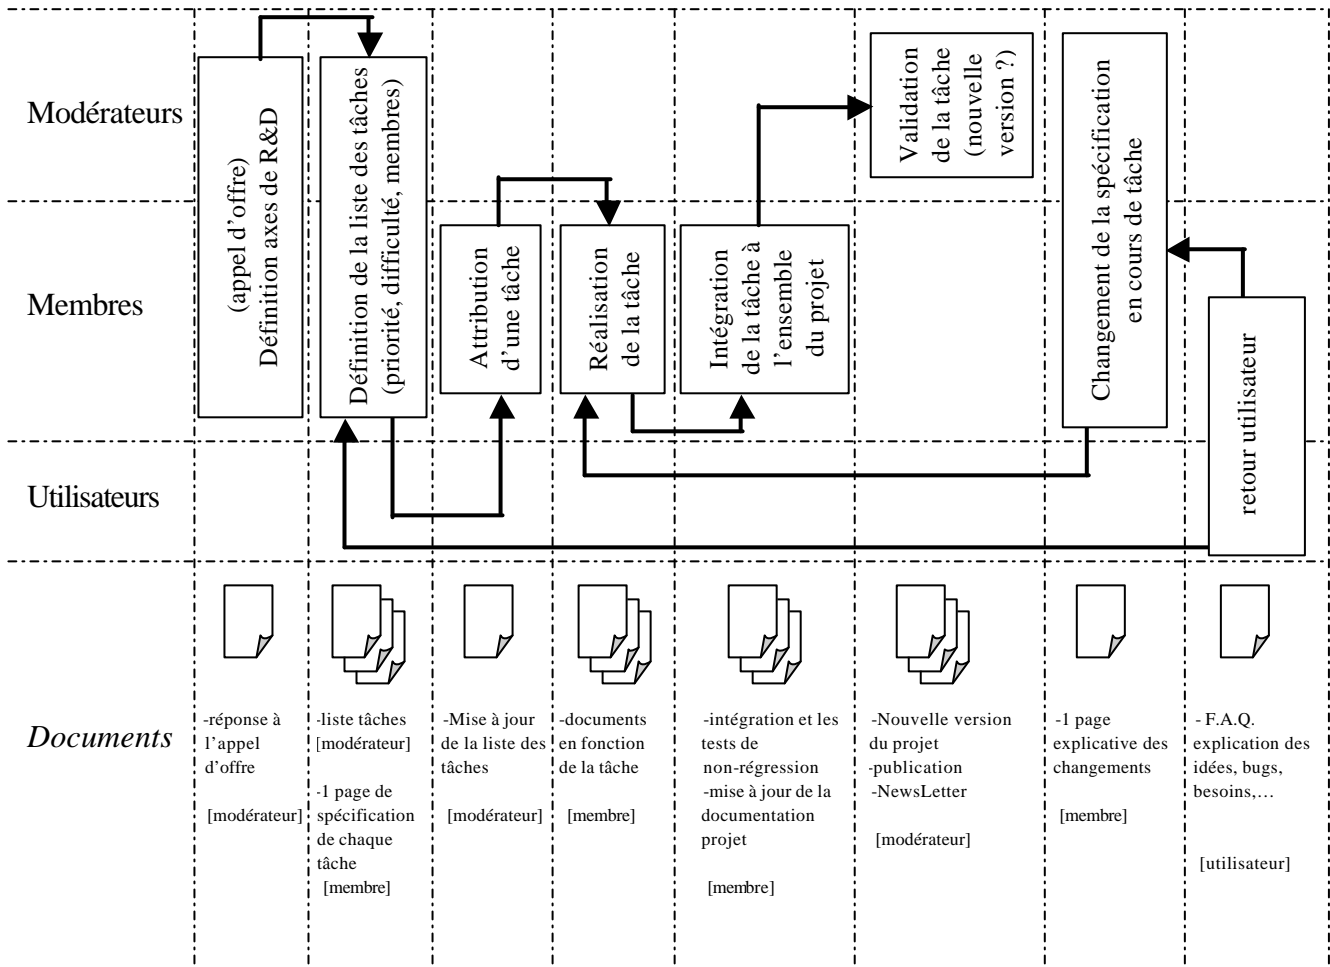 Modérateurs
Membres
Utilisateurs
Documents
(appel d'offre)
Définition axes de R&D
Définition de la liste des tâches
(priorité, difficulté, membres)
Attribution
d'une tâche
Réalisation
de la tâche
Intégration
de la tâche à
l'ensemble
du projet
Validation
de la tâche
(nouvelle
version ?)
Changement de la spécification
en cours de tâche
retour utilisateur
-réponse à
l'appel
d'offre
[modérateur]
-liste tâches
[modérateur]
-1 page de
spécification
de chaque
tâche
[membre]
-Mise à jour
de la liste des
tâches
[modérateur]
-documents
en fonction
de la tâche
[membre]
-intégration et les
tests de
non-régression
-mise à jour de la
documentation
projet
[membre]
-Nouvelle version
du projet
-publication
-NewsLetter
[modérateur]
-1 page
explicative des
changements
[membre]
- F.A.Q.
explication des
idées, bugs,
besoins,…
[utilisateur]